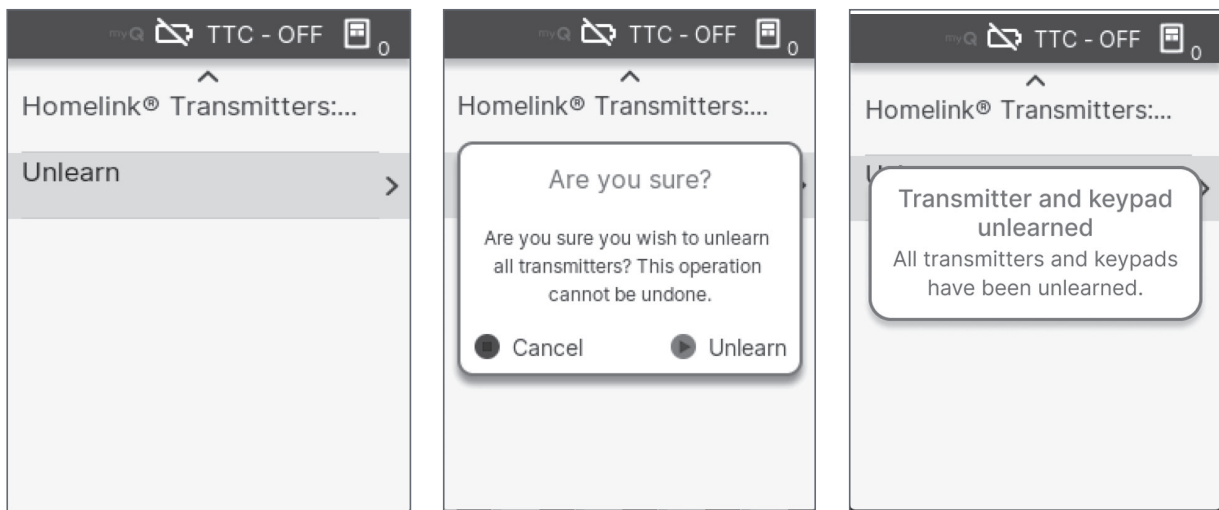 myQ TTC - OFF 0
Homelink® Transmitters:...
Unlearn
myQ TTC - OFF 0
Homelink® Transmitters:...
Are you sure?
Are you sure you wish to unlearn
all transmitters? This operation
cannot be undone.
Cancel Unlearn
myQ TTC - OFF 0
Homelink® Transmitters:...
Transmitter and keypad
unlearned
All transmitters and keypads
have been unlearned.